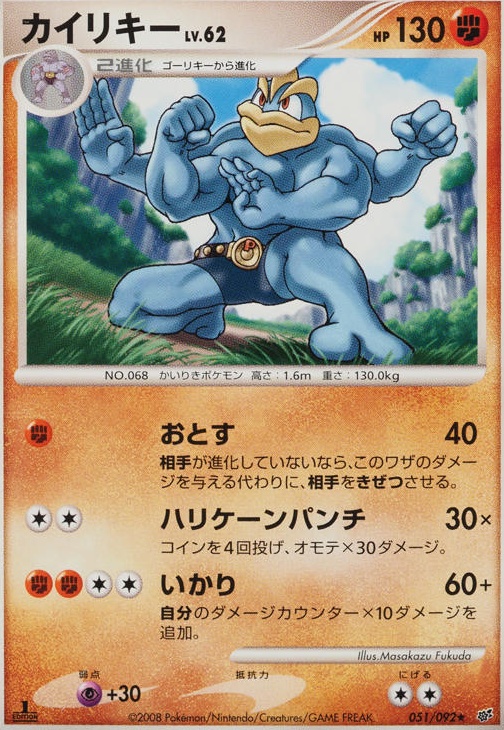 カイリキー LV.62 HP 130
2進化 ゴーリキーから進化
NO.068 かいりきポケモン 高さ:1.6m 重さ:130.0kg
おとす 40
相手が進化していないなら、このワザのダメー
ジを与える代わりに、相手をきぜつさせる。
ハリケーンパンチ 30×
コインを4回投げ、オモテ×30ダメージ。
いかり 60+
自分のダメージカウンター×10ダメージを
追加。
Illus.Masakazu Fukuda
弱点 抵抗力 にげる
+30
1 EDITION
©2008 Pokémon/Nintendo/Creatures/GAME FREAK.
051/092★